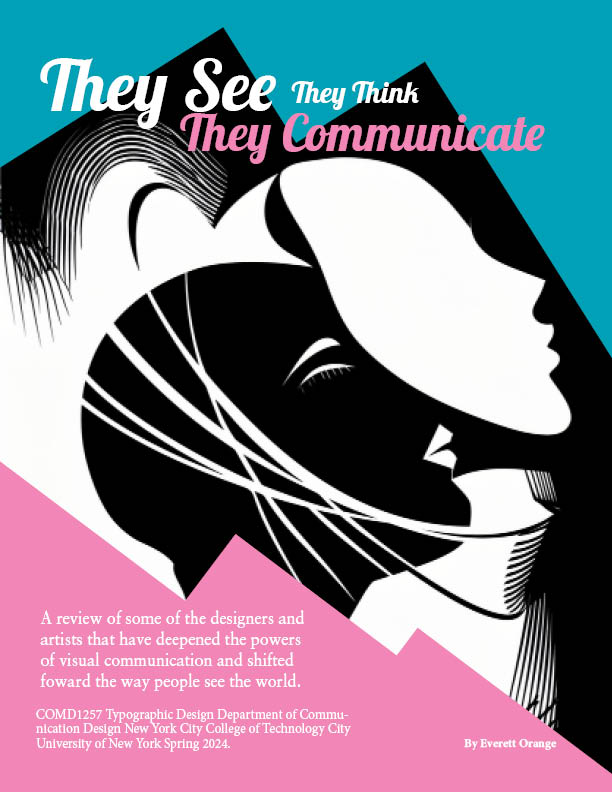 They See They Think
They Communicate
A review of some of the designers and
artists that have deepened the powers
of visual communication and shifted
foward the way people see the world.
COMD1257 Typographic Design Department of Commu-
nication Design New York City College of Technology City
University of New York Spring 2024.
By Everett Orange